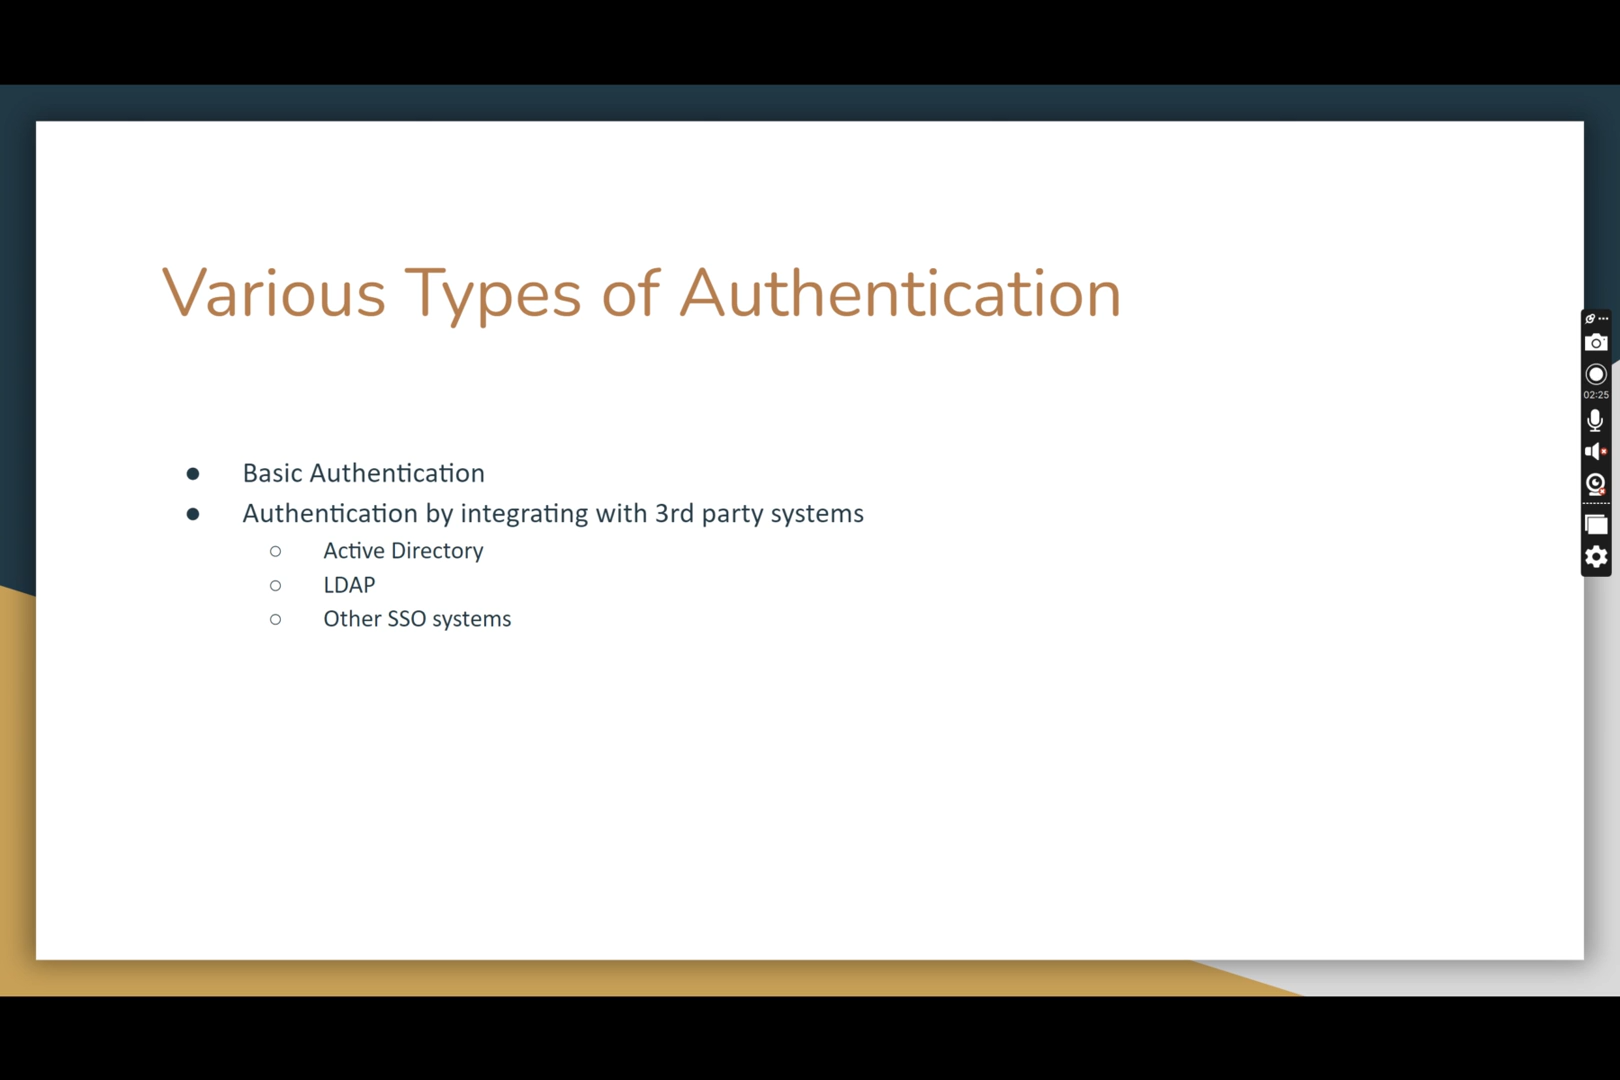 Various Types of Authentication
● Basic Authentication
● Authentication by integrating with 3rd party systems
○ Active Directory
○ LDAP
○ Other SSO systems
02:25